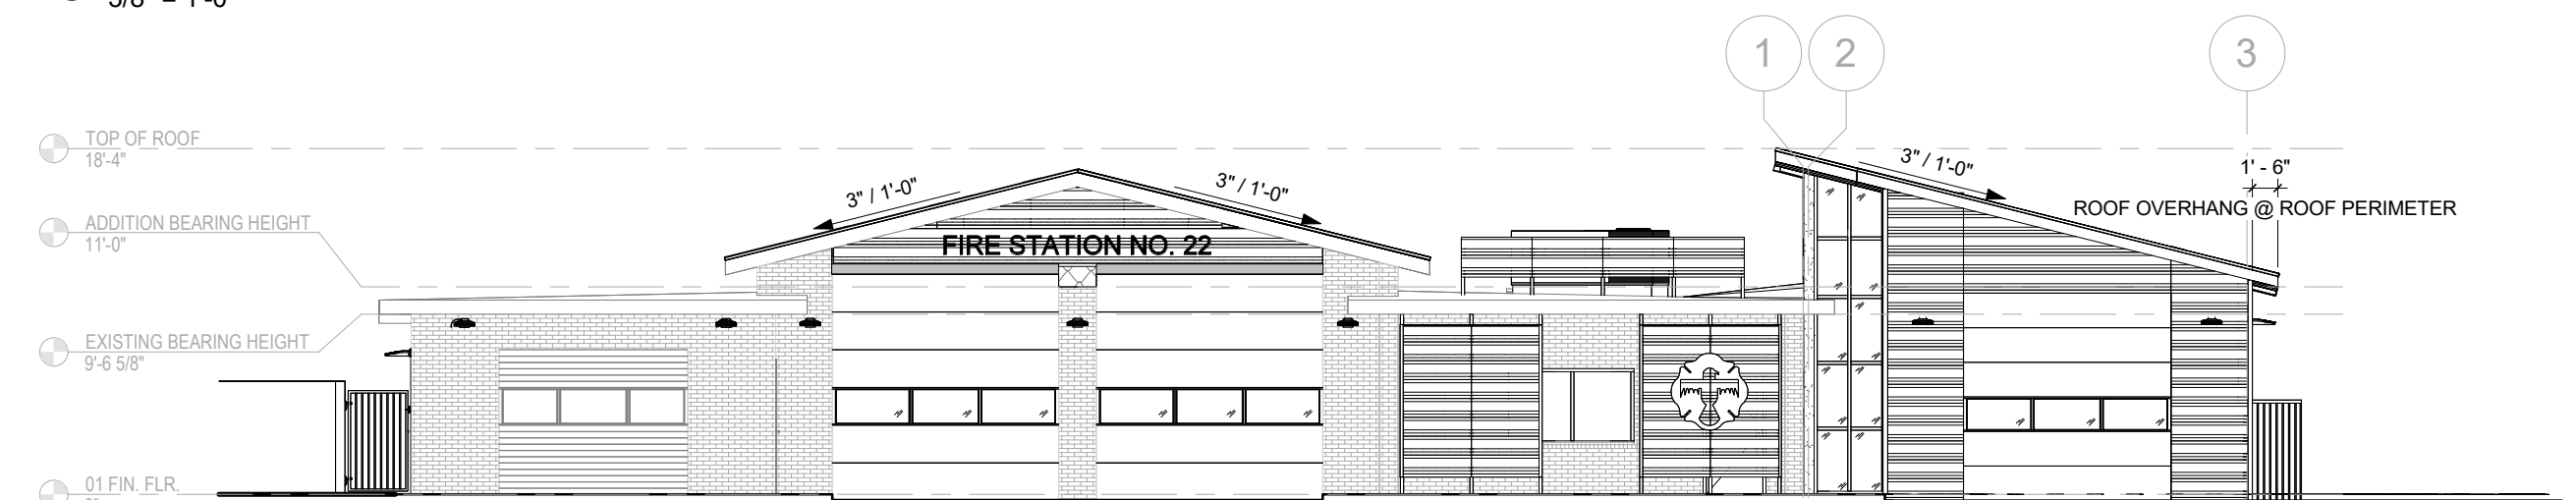 3/8" = 1'-0"
1
2
3
TOP OF ROOF
18'-4"
3" / 1'-0"
3" / 1'-0"
3" / 1'-0"
1' - 6"
ROOF OVERHANG @ ROOF PERIMETER
ADDITION BEARING HEIGHT
11'-0"
FIRE STATION NO. 22
EXISTING BEARING HEIGHT
9'-6 5/8"
01 FIN. FLR.